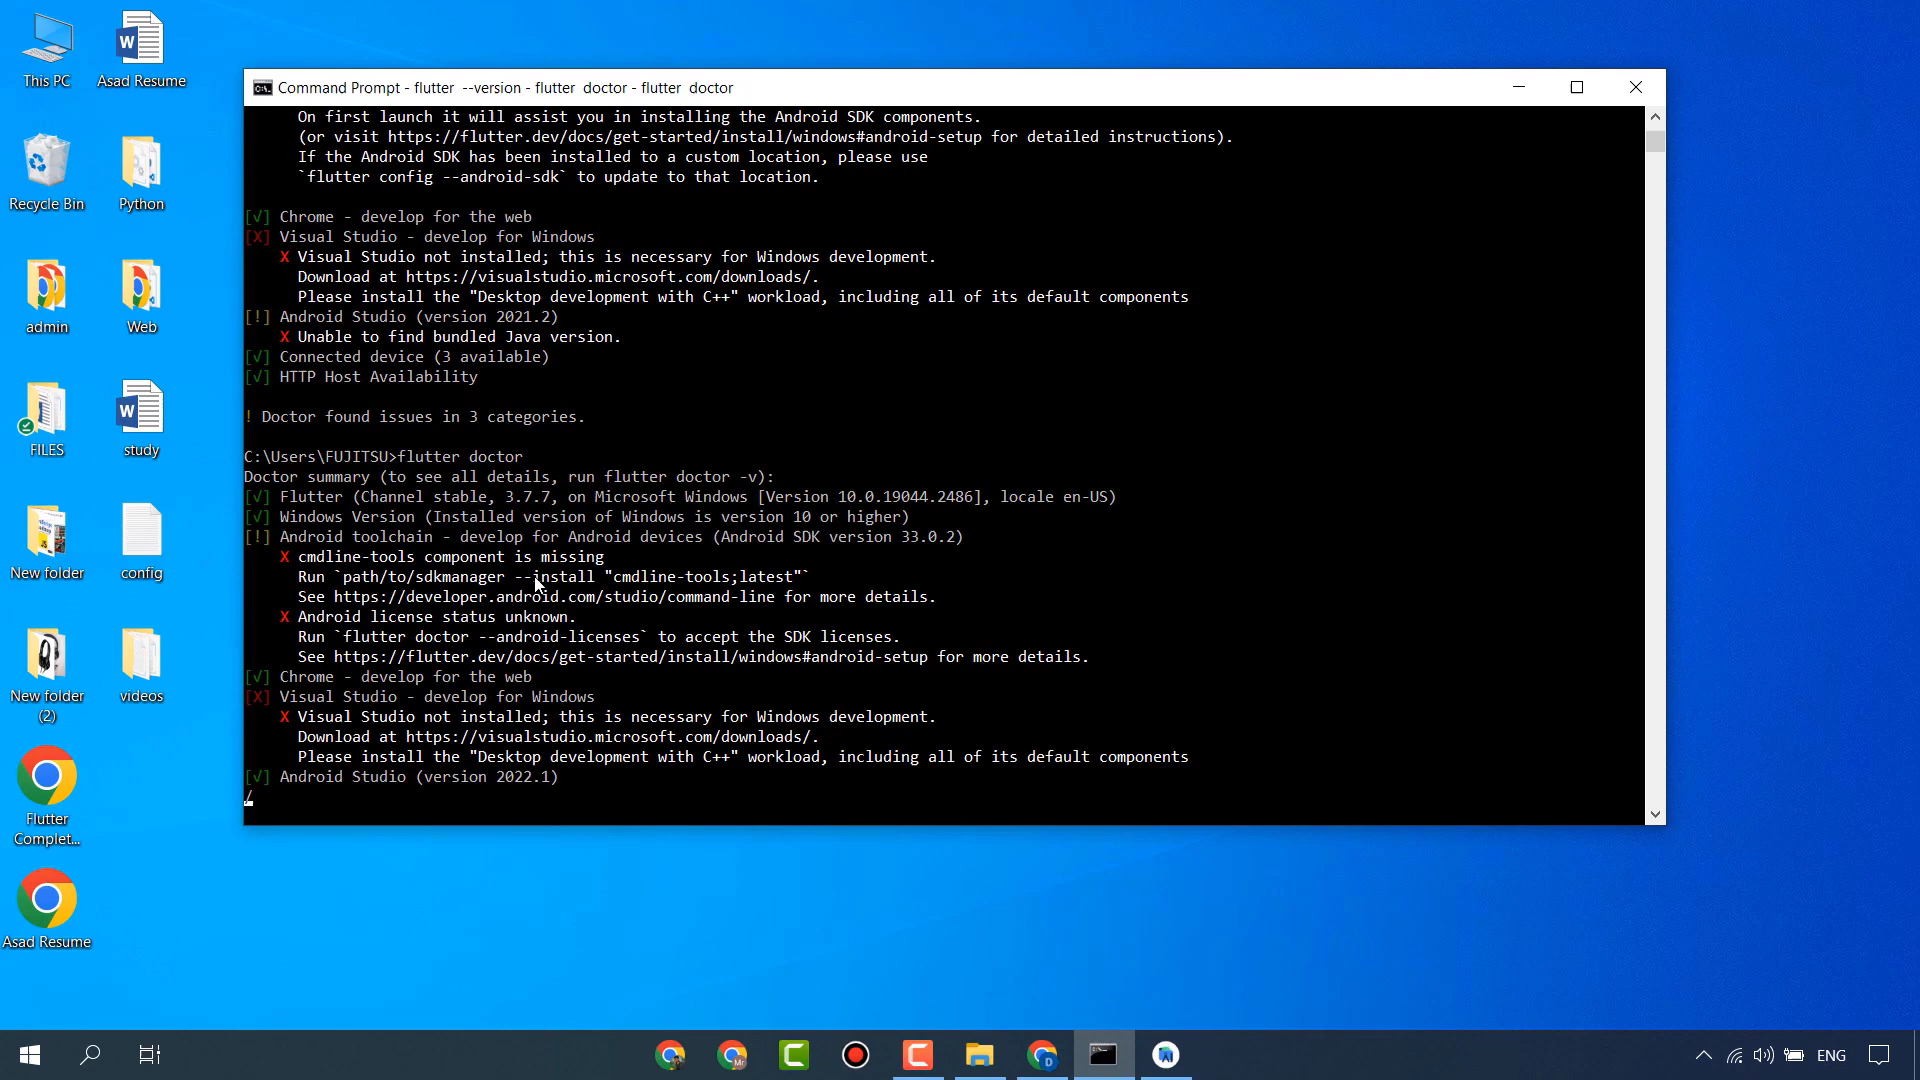 This PC
Asad Resume
Recycle Bin
Python
admin
Web
FILES
study
New folder
config
New folder
(2)
videos
Flutter
Complet...
Asad Resume
Command Prompt - flutter  --version - flutter  doctor - flutter  doctor
On first launch it will assist you in installing the Android SDK components.
(or visit https://flutter.dev/docs/get-started/install/windows#android-setup for detailed instructions).
If the Android SDK has been installed to a custom location, please use
`flutter config --android-sdk` to update to that location.
[√] Chrome - develop for the web
[X] Visual Studio - develop for Windows
X Visual Studio not installed; this is necessary for Windows development.
Download at https://visualstudio.microsoft.com/downloads/.
Please install the "Desktop development with C++" workload, including all of its default components
[!] Android Studio (version 2021.2)
X Unable to find bundled Java version.
[√] Connected device (3 available)
[√] HTTP Host Availability
! Doctor found issues in 3 categories.
C:\Users\FUJITSU>flutter doctor
Doctor summary (to see all details, run flutter doctor -v):
[√] Flutter (Channel stable, 3.7.7, on Microsoft Windows [Version 10.0.19044.2486], locale en-US)
[√] Windows Version (Installed version of Windows is version 10 or higher)
[!] Android toolchain - develop for Android devices (Android SDK version 33.0.2)
X cmdline-tools component is missing
Run `path/to/sdkmanager --install "cmdline-tools;latest"`
See https://developer.android.com/studio/command-line for more details.
X Android license status unknown.
Run `flutter doctor --android-licenses` to accept the SDK licenses.
See https://flutter.dev/docs/get-started/install/windows#android-setup for more details.
[√] Chrome - develop for the web
[X] Visual Studio - develop for Windows
X Visual Studio not installed; this is necessary for Windows development.
Download at https://visualstudio.microsoft.com/downloads/.
Please install the "Desktop development with C++" workload, including all of its default components
[√] Android Studio (version 2022.1)
/
ENG